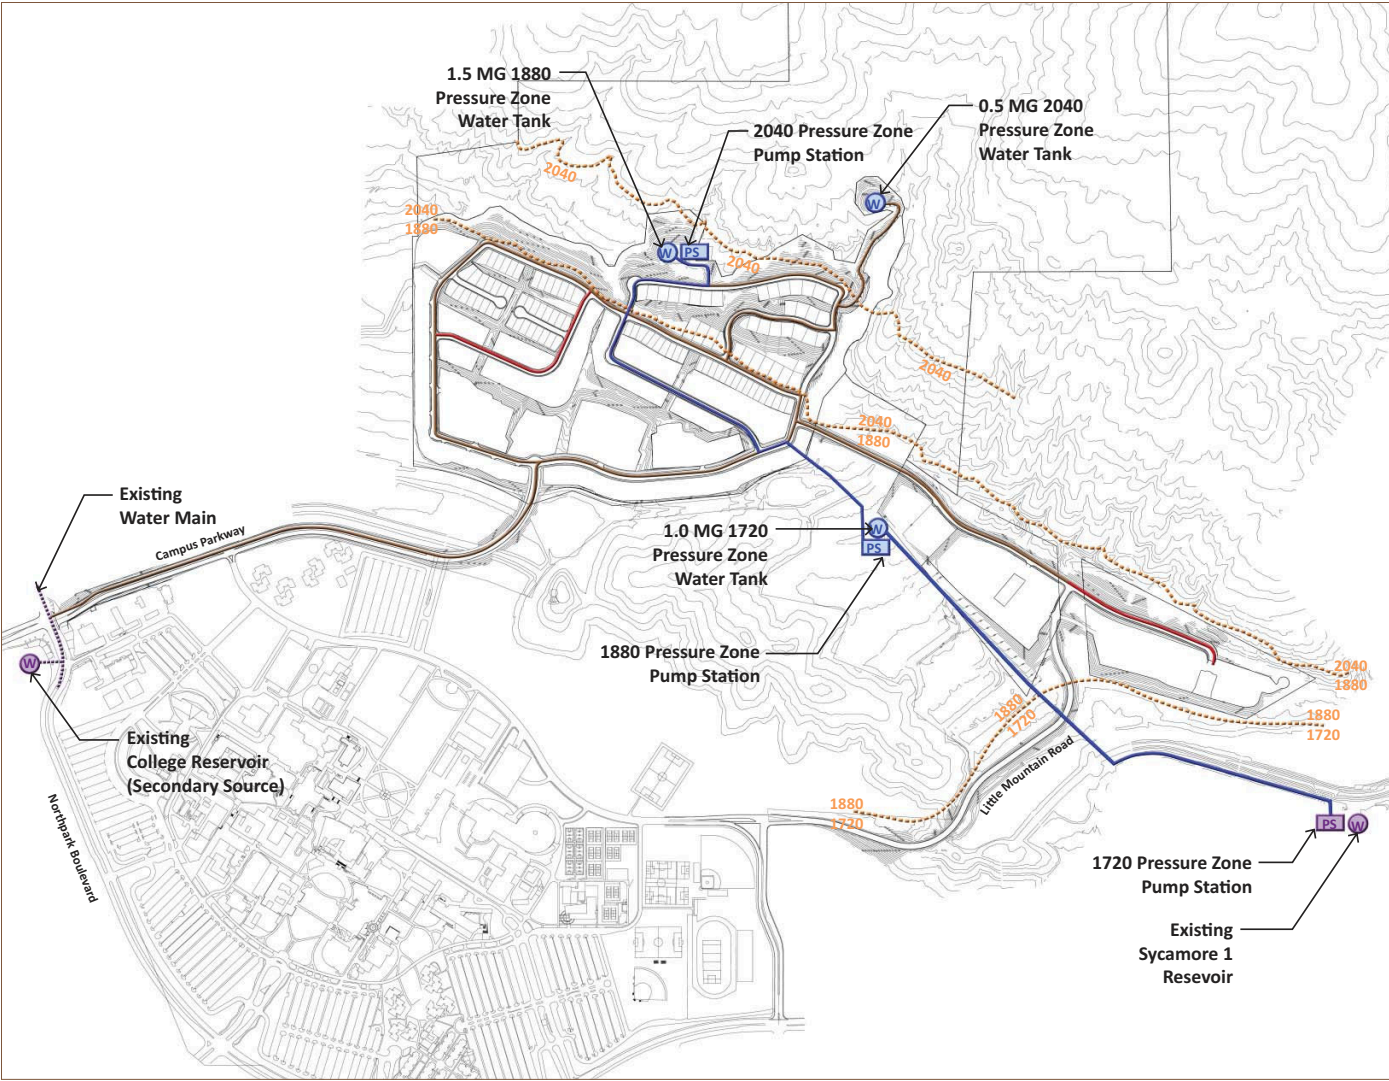 1.5 MG 1880
Pressure Zone
Water Tank
2040 Pressure Zone
Pump Station
0.5 MG 2040
Pressure Zone
Water Tank
2040
2040
1880
W
W
PS
2040
2040
2040
1880
Existing
Water Main
Campus Parkway
1.0 MG 1720
Pressure Zone
Water Tank
W
PS
1880 Pressure Zone
Pump Station
W
2040
1880
1880
1720
1880
1720
Existing
College Reservoir
(Secondary Source)
Little Mountain Road
Northpark Boulevard
1880
1720
PS
W
1720 Pressure Zone
Pump Station
Existing
Sycamore 1
Resevoir